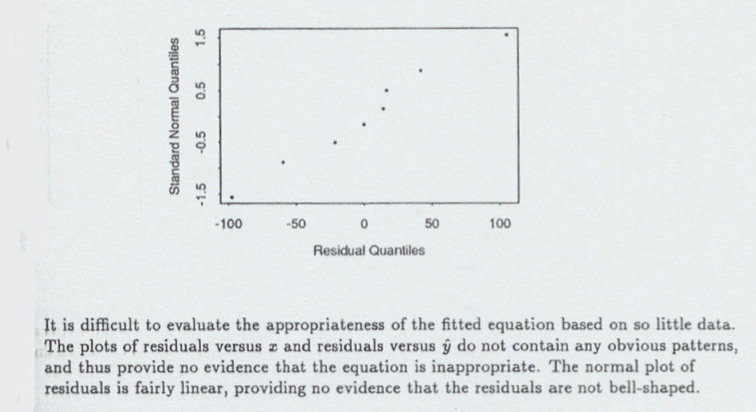 Standard Normal Quantiles
1.5
0.5
-0.5
-1.5
-100 -50 0 50 100
Residual Quantiles
It is difficult to evaluate the appropriateness of the fitted equation based on so little data.
The plots of residuals versus x and residuals versus ŷ do not contain any obvious patterns,
and thus provide no evidence that the equation is inappropriate. The normal plot of
residuals is fairly linear, providing no evidence that the residuals are not bell-shaped.